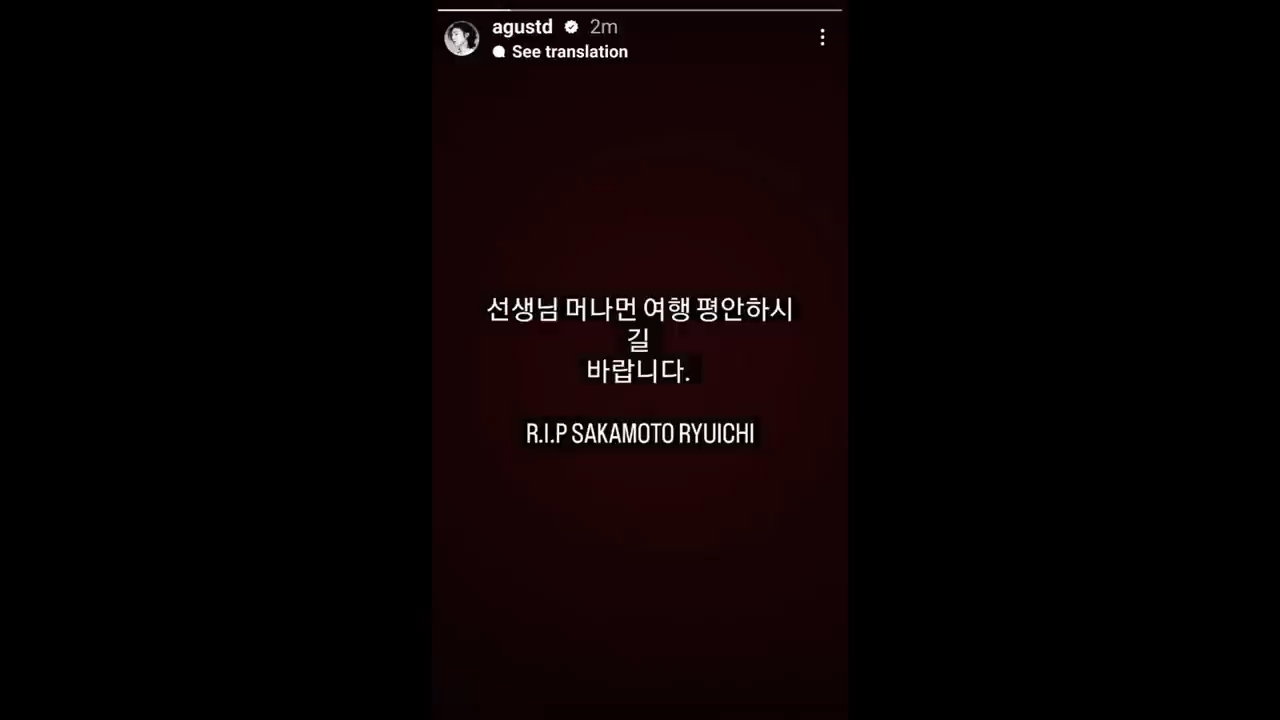 agustd 2m
See translation
선생님 머나먼 여행 평안하시
길
바랍니다.
R.I.P SAKAMOTO RYUICHI